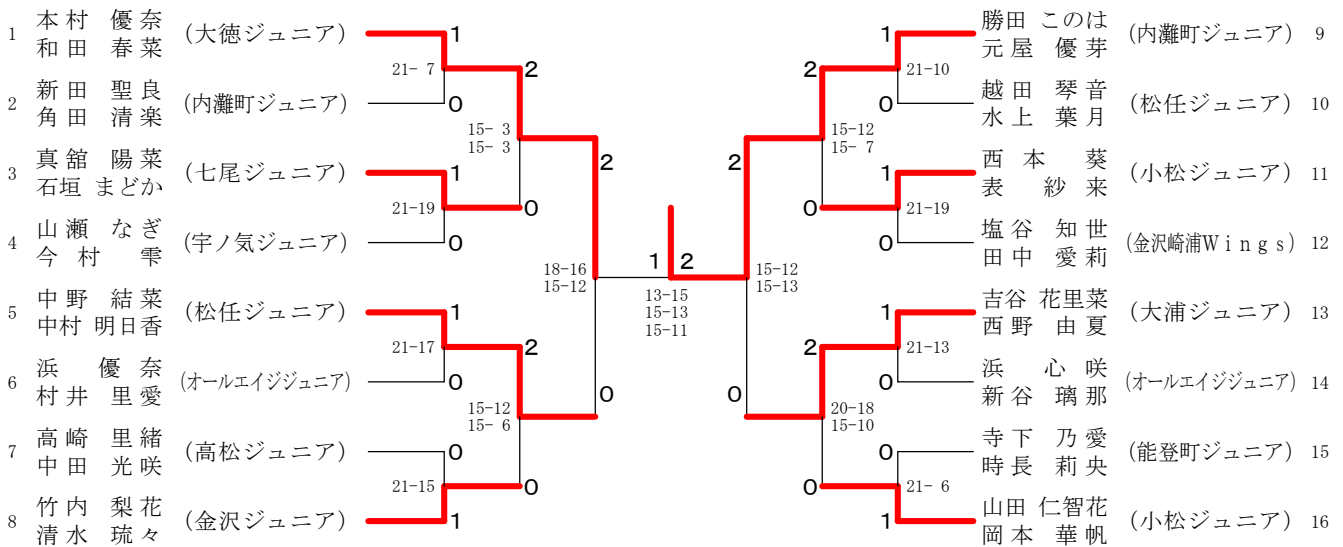 1 本村 優奈 (大徳ジュニア)
和田 春菜
1
21- 7
2
2 新田 聖良 (内灘町ジュニア)
角田 清楽
0
15- 3
15- 3
2
3 真舘 陽菜 (七尾ジュニア)
石垣 まどか
1
21-19
0
4 山瀬 なぎ (宇ノ気ジュニア)
今村 雫
0
18-16
15-12
5 中野 結菜 (松任ジュニア)
中村 明日香
1
21-17
2
6 浜 優奈 (オールエイジジュニア)
村井 里愛
0
15-12
15- 6
0
7 高崎 里緒 (高松ジュニア)
中田 光咲
0
21-15
0
8 竹内 梨花 (金沢ジュニア)
清水 琉々
1
1 2
13-15
15-13
15-11
勝田 このは (内灘町ジュニア) 9
元屋 優芽
1
21-10
2
越田 琴音 (松任ジュニア) 10
水上 葉月
0
15-12
15- 7
2
西本 葵 (小松ジュニア) 11
表 紗来
1
21-19
0
塩谷 知世 (金沢崎浦Wings) 12
田中 愛莉
0
15-12
15-13
吉谷 花里菜 (大浦ジュニア) 13
西野 由夏
1
21-13
2
浜 心咲 (オールエイジジュニア) 14
新谷 璃那
0
20-18
15-10
0
寺下 乃愛 (能登町ジュニア) 15
時長 莉央
0
21- 6
0
山田 仁智花 (小松ジュニア) 16
岡本 華帆
1